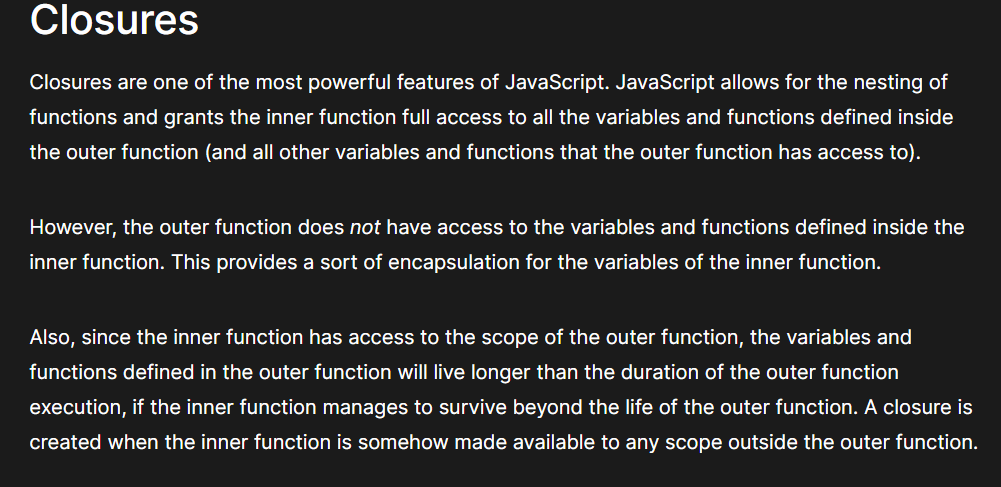 Closures
Closures are one of the most powerful features of JavaScript. JavaScript allows for the nesting of
functions and grants the inner function full access to all the variables and functions defined inside
the outer function (and all other variables and functions that the outer function has access to).
However, the outer function does not have access to the variables and functions defined inside the
inner function. This provides a sort of encapsulation for the variables of the inner function.
Also, since the inner function has access to the scope of the outer function, the variables and
functions defined in the outer function will live longer than the duration of the outer function
execution, if the inner function manages to survive beyond the life of the outer function. A closure is
created when the inner function is somehow made available to any scope outside the outer function.